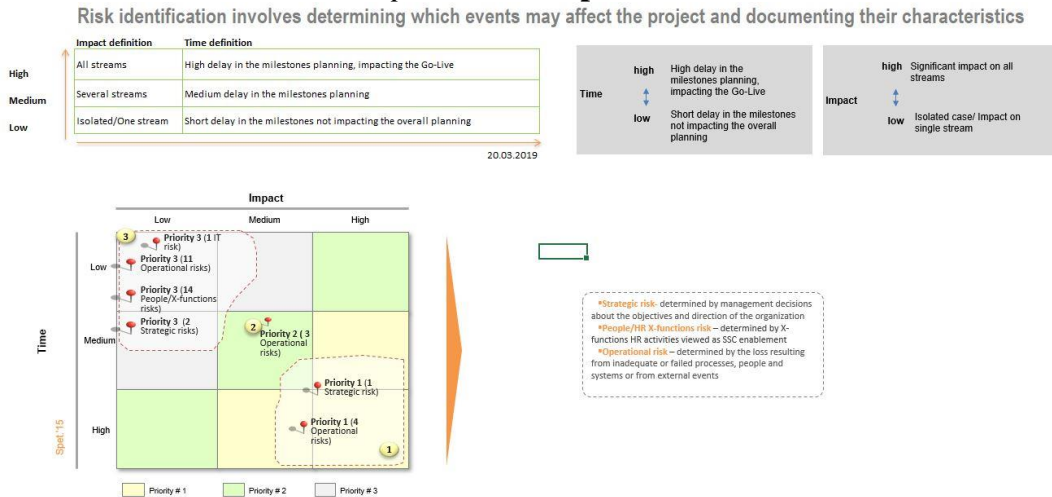 Risk identification involves determining which events may affect the project and documenting their characteristics
Impact definition Time definition
High
All streams High delay in the milestones planning, impacting the Go-Live
Medium
Several streams Medium delay in the milestones planning
Low
Isolated/One stream Short delay in the milestones not impacting the overall planning
20.03.2019
Time
high High delay in the
milestones planning,
impacting the Go-Live
low Short delay in the milestones
not impacting the overall
planning
Impact
high Significant impact on all
streams
low Isolated case/ Impact on
single stream
Impact
Low Medium High
Time
Low
Medium
High
Spet.'15
3
Priority 3 (1 IT
risk)
Priority 3 (11
Operational risks)
Priority 3 (14
People/X-functions
risks)
Priority 3 (2
Strategic risks)
2
Priority 2 ( 3
Operational
risks)
Priority 1 (1
Strategic risk)
Priority 1 (4
Operational
risks)
1
Priority # 1 Priority # 2 Priority # 3
*Strategic risk- determined by management decisions
about the objectives and direction of the organization
*People/HR X-functions risk – determined by X-
functions HR activities viewed as SSC enablement
*Operational risk – determined by the loss resulting
from inadequate or failed processes, people and
systems or from external events